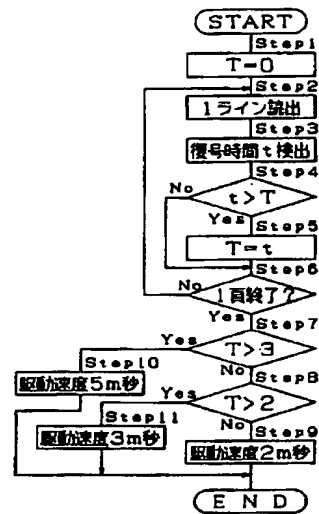 START
Step1
T=0
Step2
1ライン読出
Step3
復号時間t検出
Step4
No
t>T
Yes
Step5
T=t
Step6
No
1頁終了?
Yes
Step7
Yes
T>3
Step10
No
Step8
駆動速度5m秒
Yes
T>2
Step11
No
Step9
駆動速度3m秒
駆動速度2m秒
END